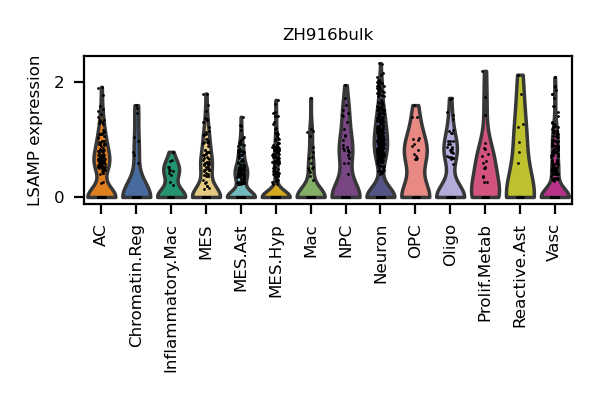 ZH916bulk
LSAMP expression
2
0
AC
Chromatin.Reg
Inflammatory.Mac
MES
MES.Ast
MES.Hyp
Mac
NPC
Neuron
OPC
Oligo
Prolif.Metab
Reactive.Ast
Vasc